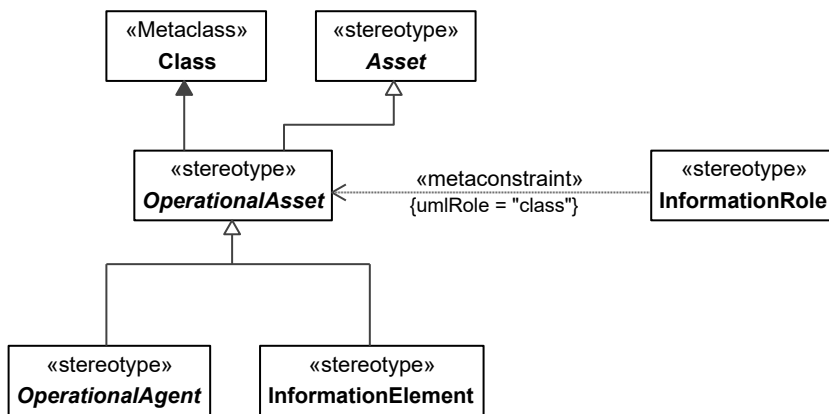 «Metaclass»
Class
«stereotype»
Asset
«stereotype»
OperationalAsset
«metaconstraint»
{umlRole = "class"}
«stereotype»
InformationRole
«stereotype»
OperationalAgent
«stereotype»
InformationElement